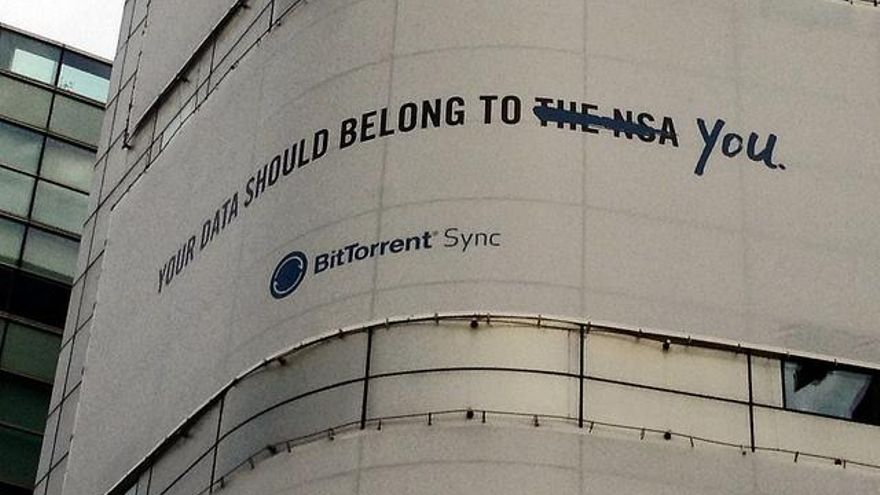 YOUR DATA SHOULD BELONG TO THE NSA You.
BitTorrent® Sync